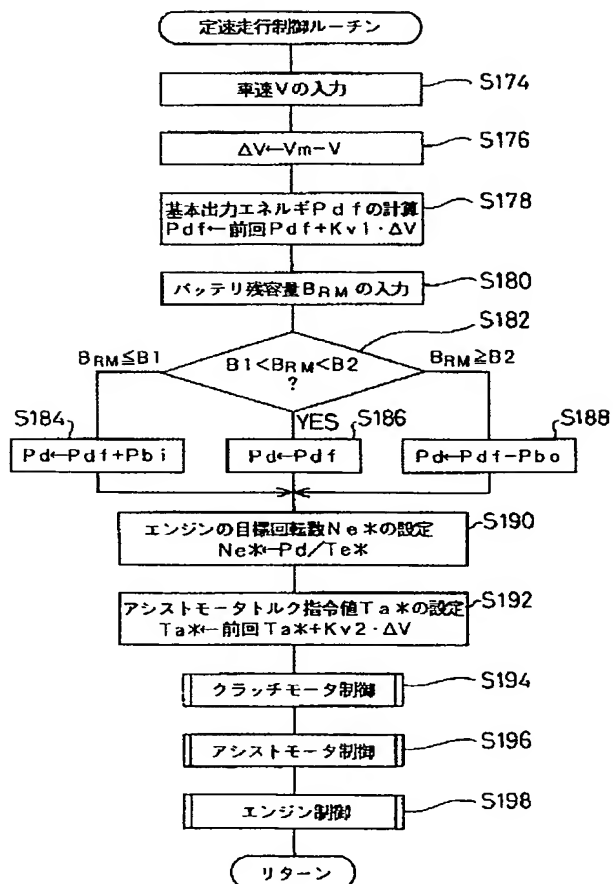 定速走行制御ルーチン
車速Vの入力
S174
ΔV←Vm−V
S176
基本出力エネルギPdfの計算
Pdf←前回Pdf+Kv1・ΔV
S178
バッテリ残容量BRMの入力
S180
S182
BRM≦B1
B1<BRM<B2
?
BRM≧B2
YES
S184
Pd←Pdf+Pbi
S186
Pd←Pdf
S188
Pd←Pdf−Pbo
エンジンの目標回転数Ne*の設定
Ne*←Pd/Te*
S190
アシストモータトルク指令値Ta*の設定
Ta*←前回Ta*+Kv2・ΔV
S192
クラッチモータ制御
S194
アシストモータ制御
S196
エンジン制御
S198
リターン